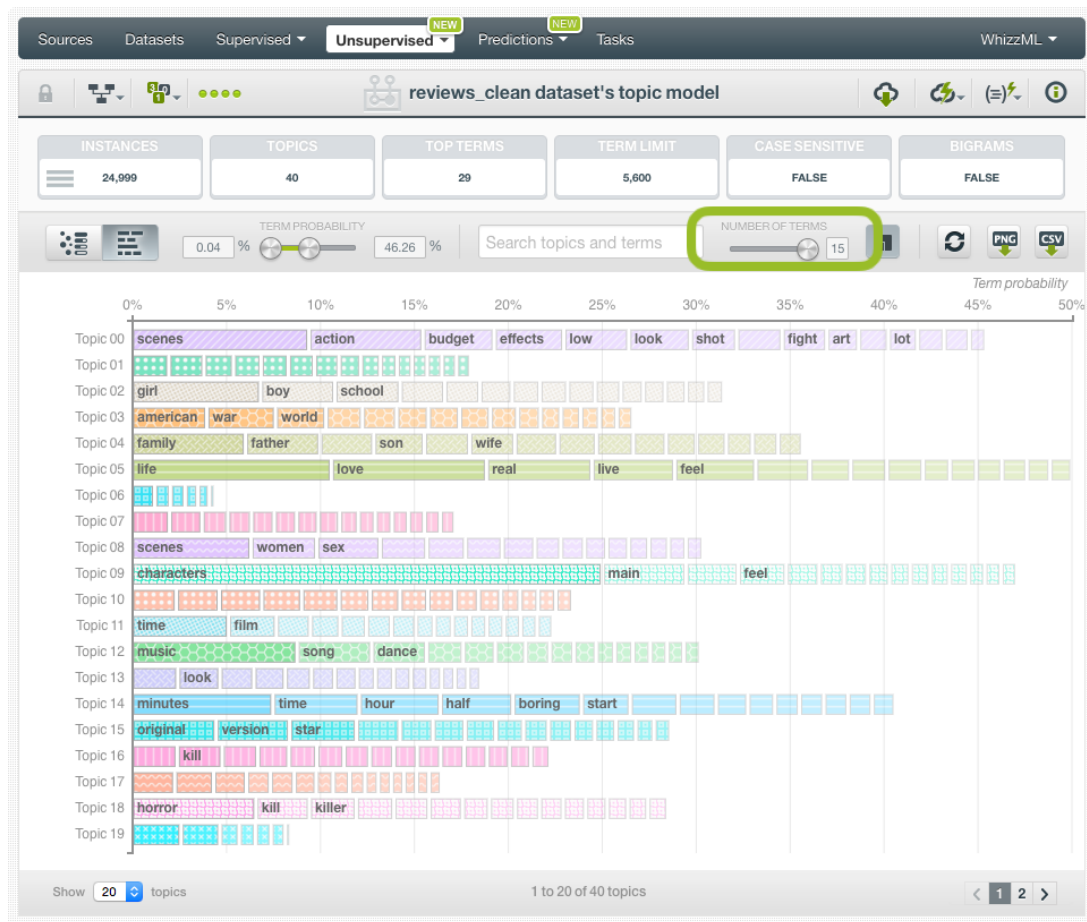 NEW NEW
Sources Datasets Supervised Unsupervised Predictions Tasks WhizzML
reviews_clean dataset's topic model
INSTANCES TOPICS TOP TERMS TERM LIMIT CASE SENSITIVE BIGRAMS
24,999 40 29 5,600 FALSE FALSE
TERM PROBABILITY NUMBER OF TERMS
0.04 % 46.26 % Search topics and terms 15 PNG CSV
Term probability
0% 5% 10% 15% 20% 25% 30% 35% 40% 45% 50%
Topic 00 scenes action budget effects low look shot fight art lot
Topic 01
Topic 02 girl boy school
Topic 03 american war world
Topic 04 family father son wife
Topic 05 life love real live feel
Topic 06
Topic 07
Topic 08 scenes women sex
Topic 09 characters main feel
Topic 10
Topic 11 time film
Topic 12 music song dance
Topic 13 look
Topic 14 minutes time hour half boring start
Topic 15 original version star
Topic 16 kill
Topic 17
Topic 18 horror kill killer
Topic 19
Show 20 topics 1 to 20 of 40 topics < 1 2 >